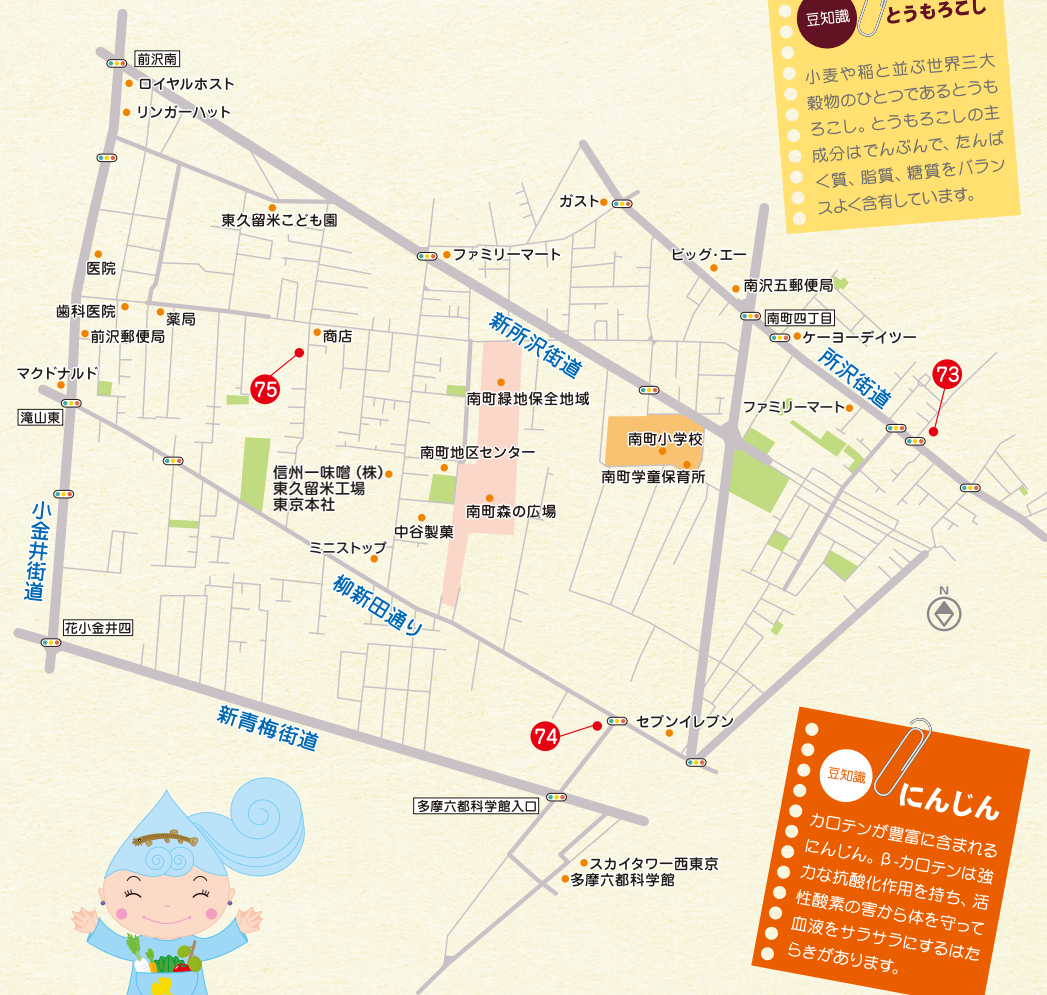 豆知識
とうもろこし
小麦や稲と並ぶ世界三大
穀物のひとつであるとうも
ろこし。とうもろこしの主
成分はでんぷんで、たんぱ
く質、脂質、糖質をバラン
スよく含有しています。
前沢南
ロイヤルホスト
リンガーハット
東久留米こども園
ガスト
ファミリーマート
ビッグ・エー
医院
南沢五郵便局
歯科医院
薬局
南町四丁目
前沢郵便局
商店
ケーヨーデイツー
新所沢街道
所沢街道
マクドナルド
75
73
滝山東
南町緑地保全地域
ファミリーマート
南町小学校
南町地区センター
信州一味噌(株)
東久留米工場
東京本社
南町学童保育所
南町森の広場
小金井街道
中谷製菓
ミニストップ
柳新田通り
N
花小金井四
新青梅街道
74
セブンイレブン
多摩六都科学館入口
スカイタワー西東京
多摩六都科学館
豆知識
にんじん
カロテンが豊富に含まれる
にんじん。β-カロテンは強
力な抗酸化作用を持ち、活
性酸素の害から体を守って
血液をサラサラにするはた
らきがあります。